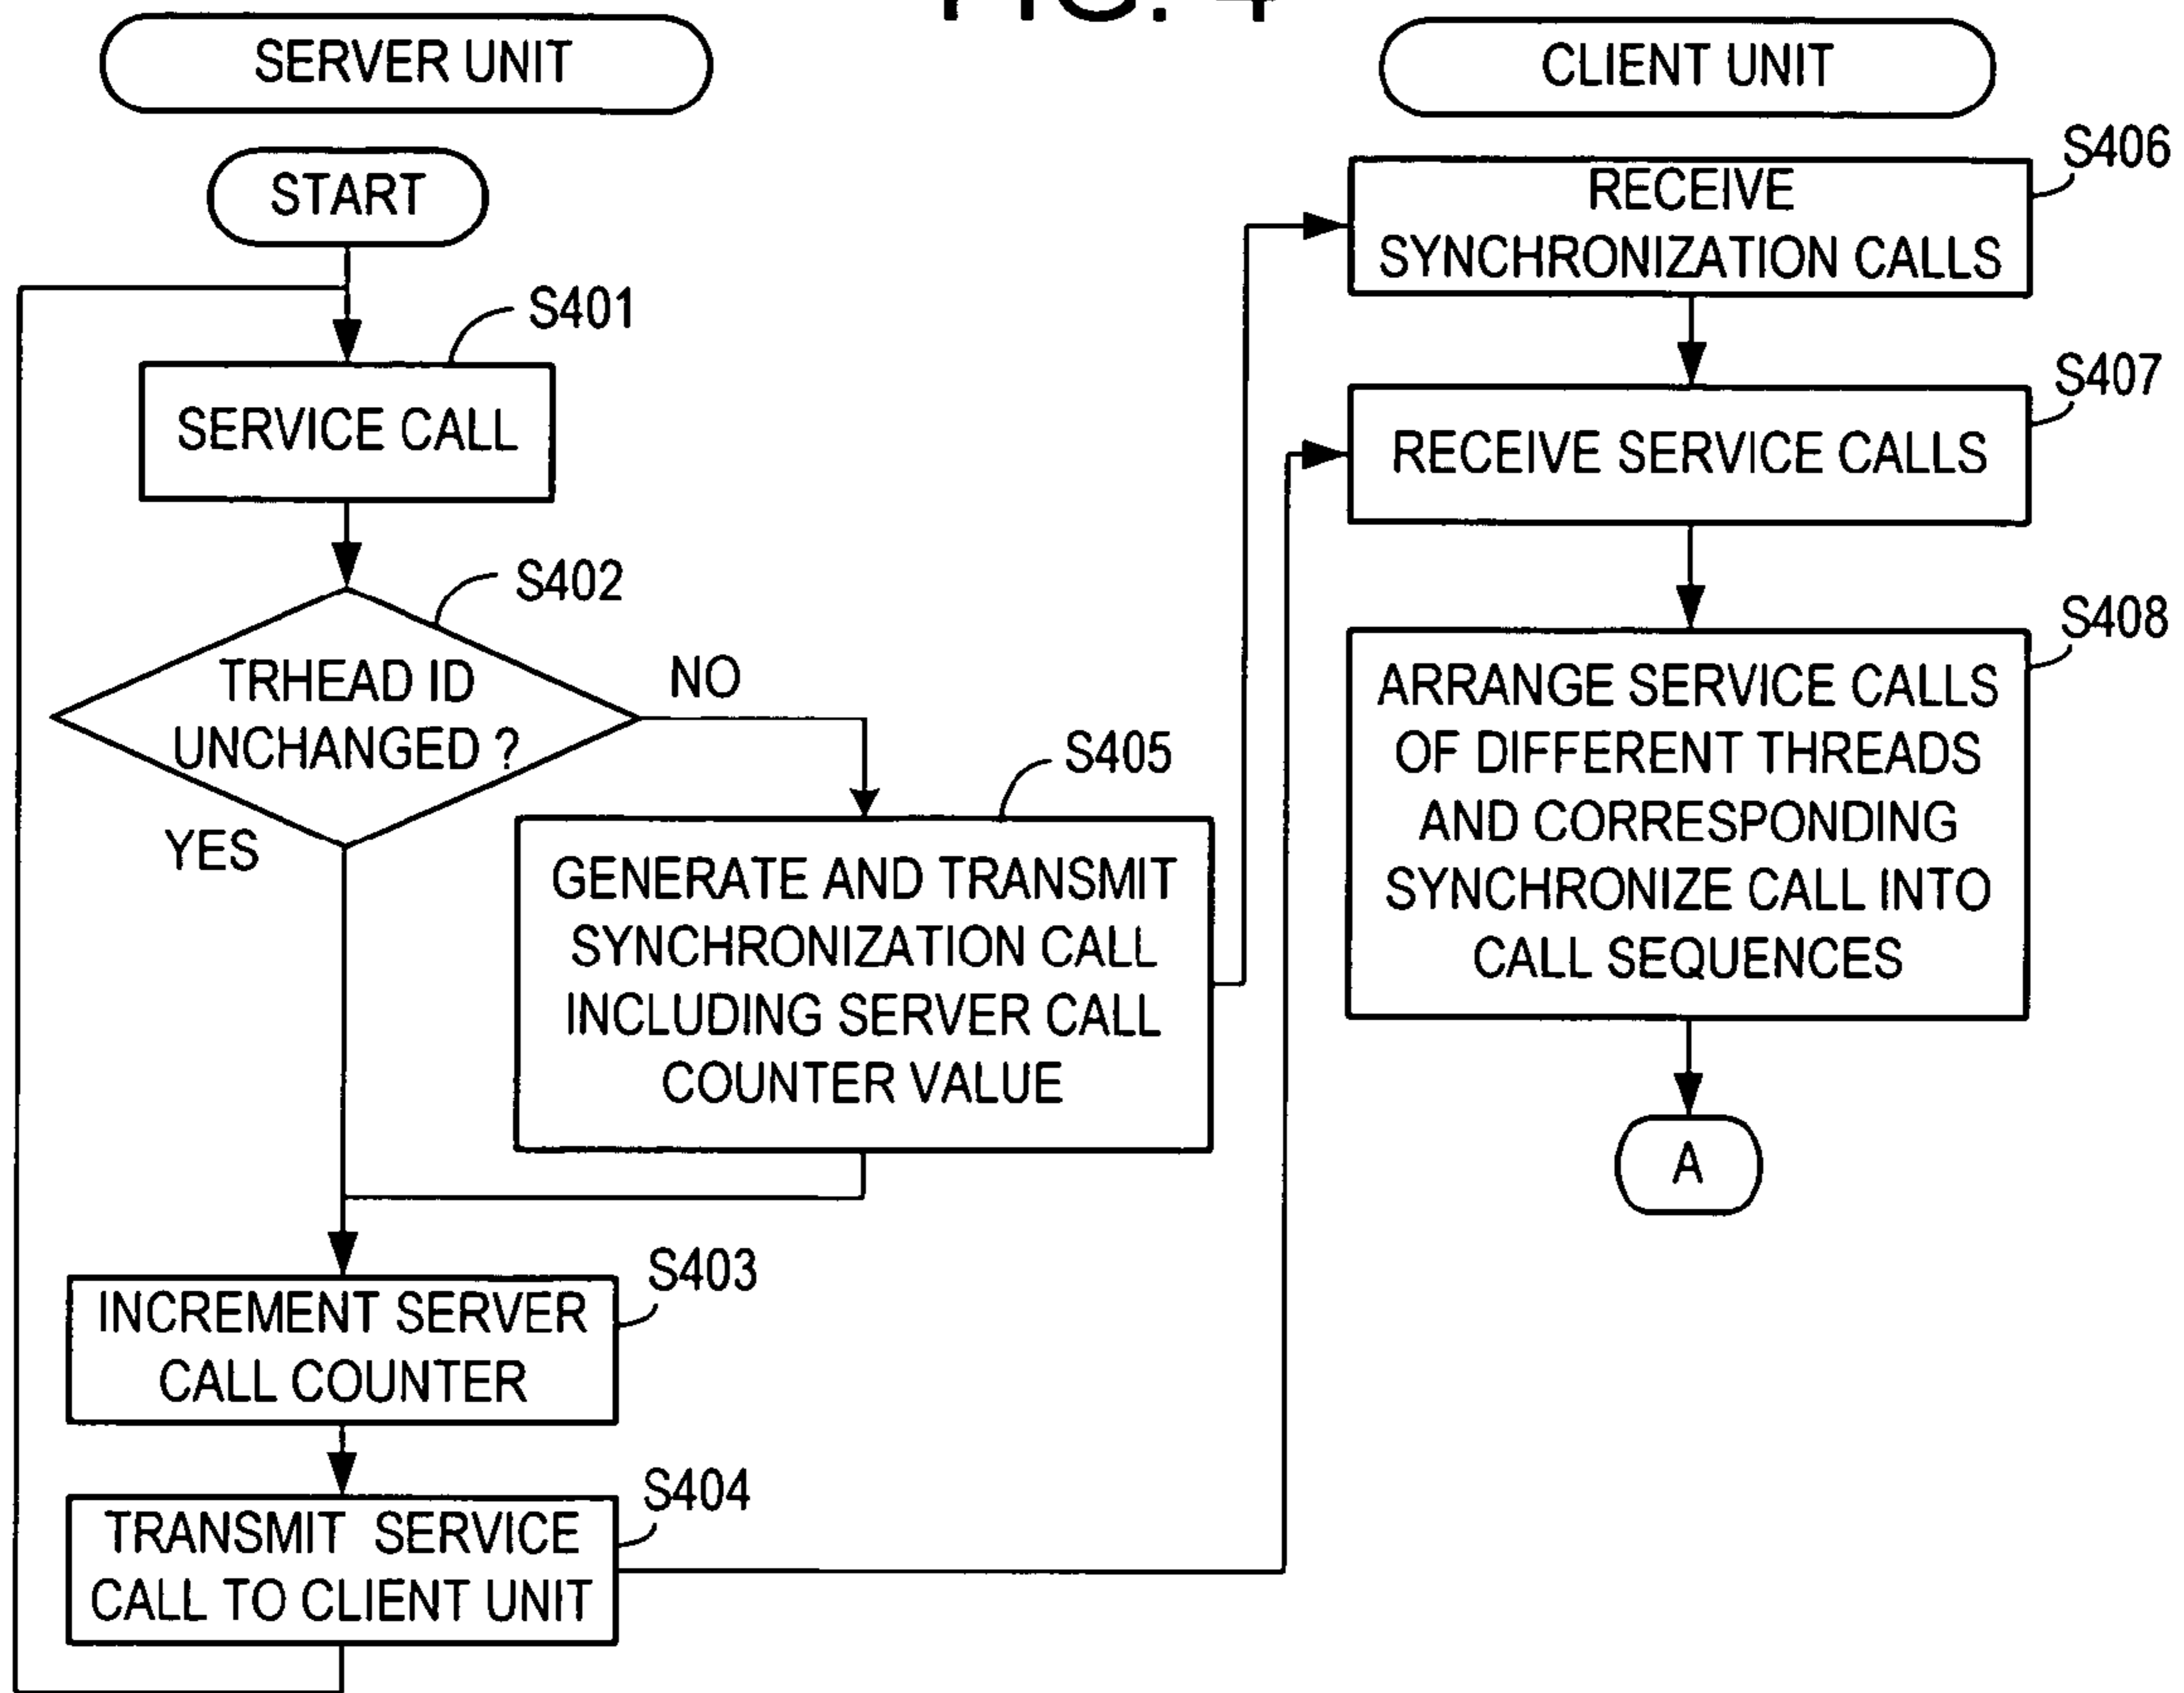 FIG. 4
SERVER UNIT
START
S401
SERVICE CALL
S402
TRHEAD ID
UNCHANGED ?
NO
YES
S405
GENERATE AND TRANSMIT
SYNCHRONIZATION CALL
INCLUDING SERVER CALL
COUNTER VALUE
S403
INCREMENT SERVER
CALL COUNTER
S404
TRANSMIT SERVICE
CALL TO CLIENT UNIT
CLIENT UNIT
S406
RECEIVE
SYNCHRONIZATION CALLS
S407
RECEIVE SERVICE CALLS
S408
ARRANGE SERVICE CALLS
OF DIFFERENT THREADS
AND CORRESPONDING
SYNCHRONIZE CALL INTO
CALL SEQUENCES
A